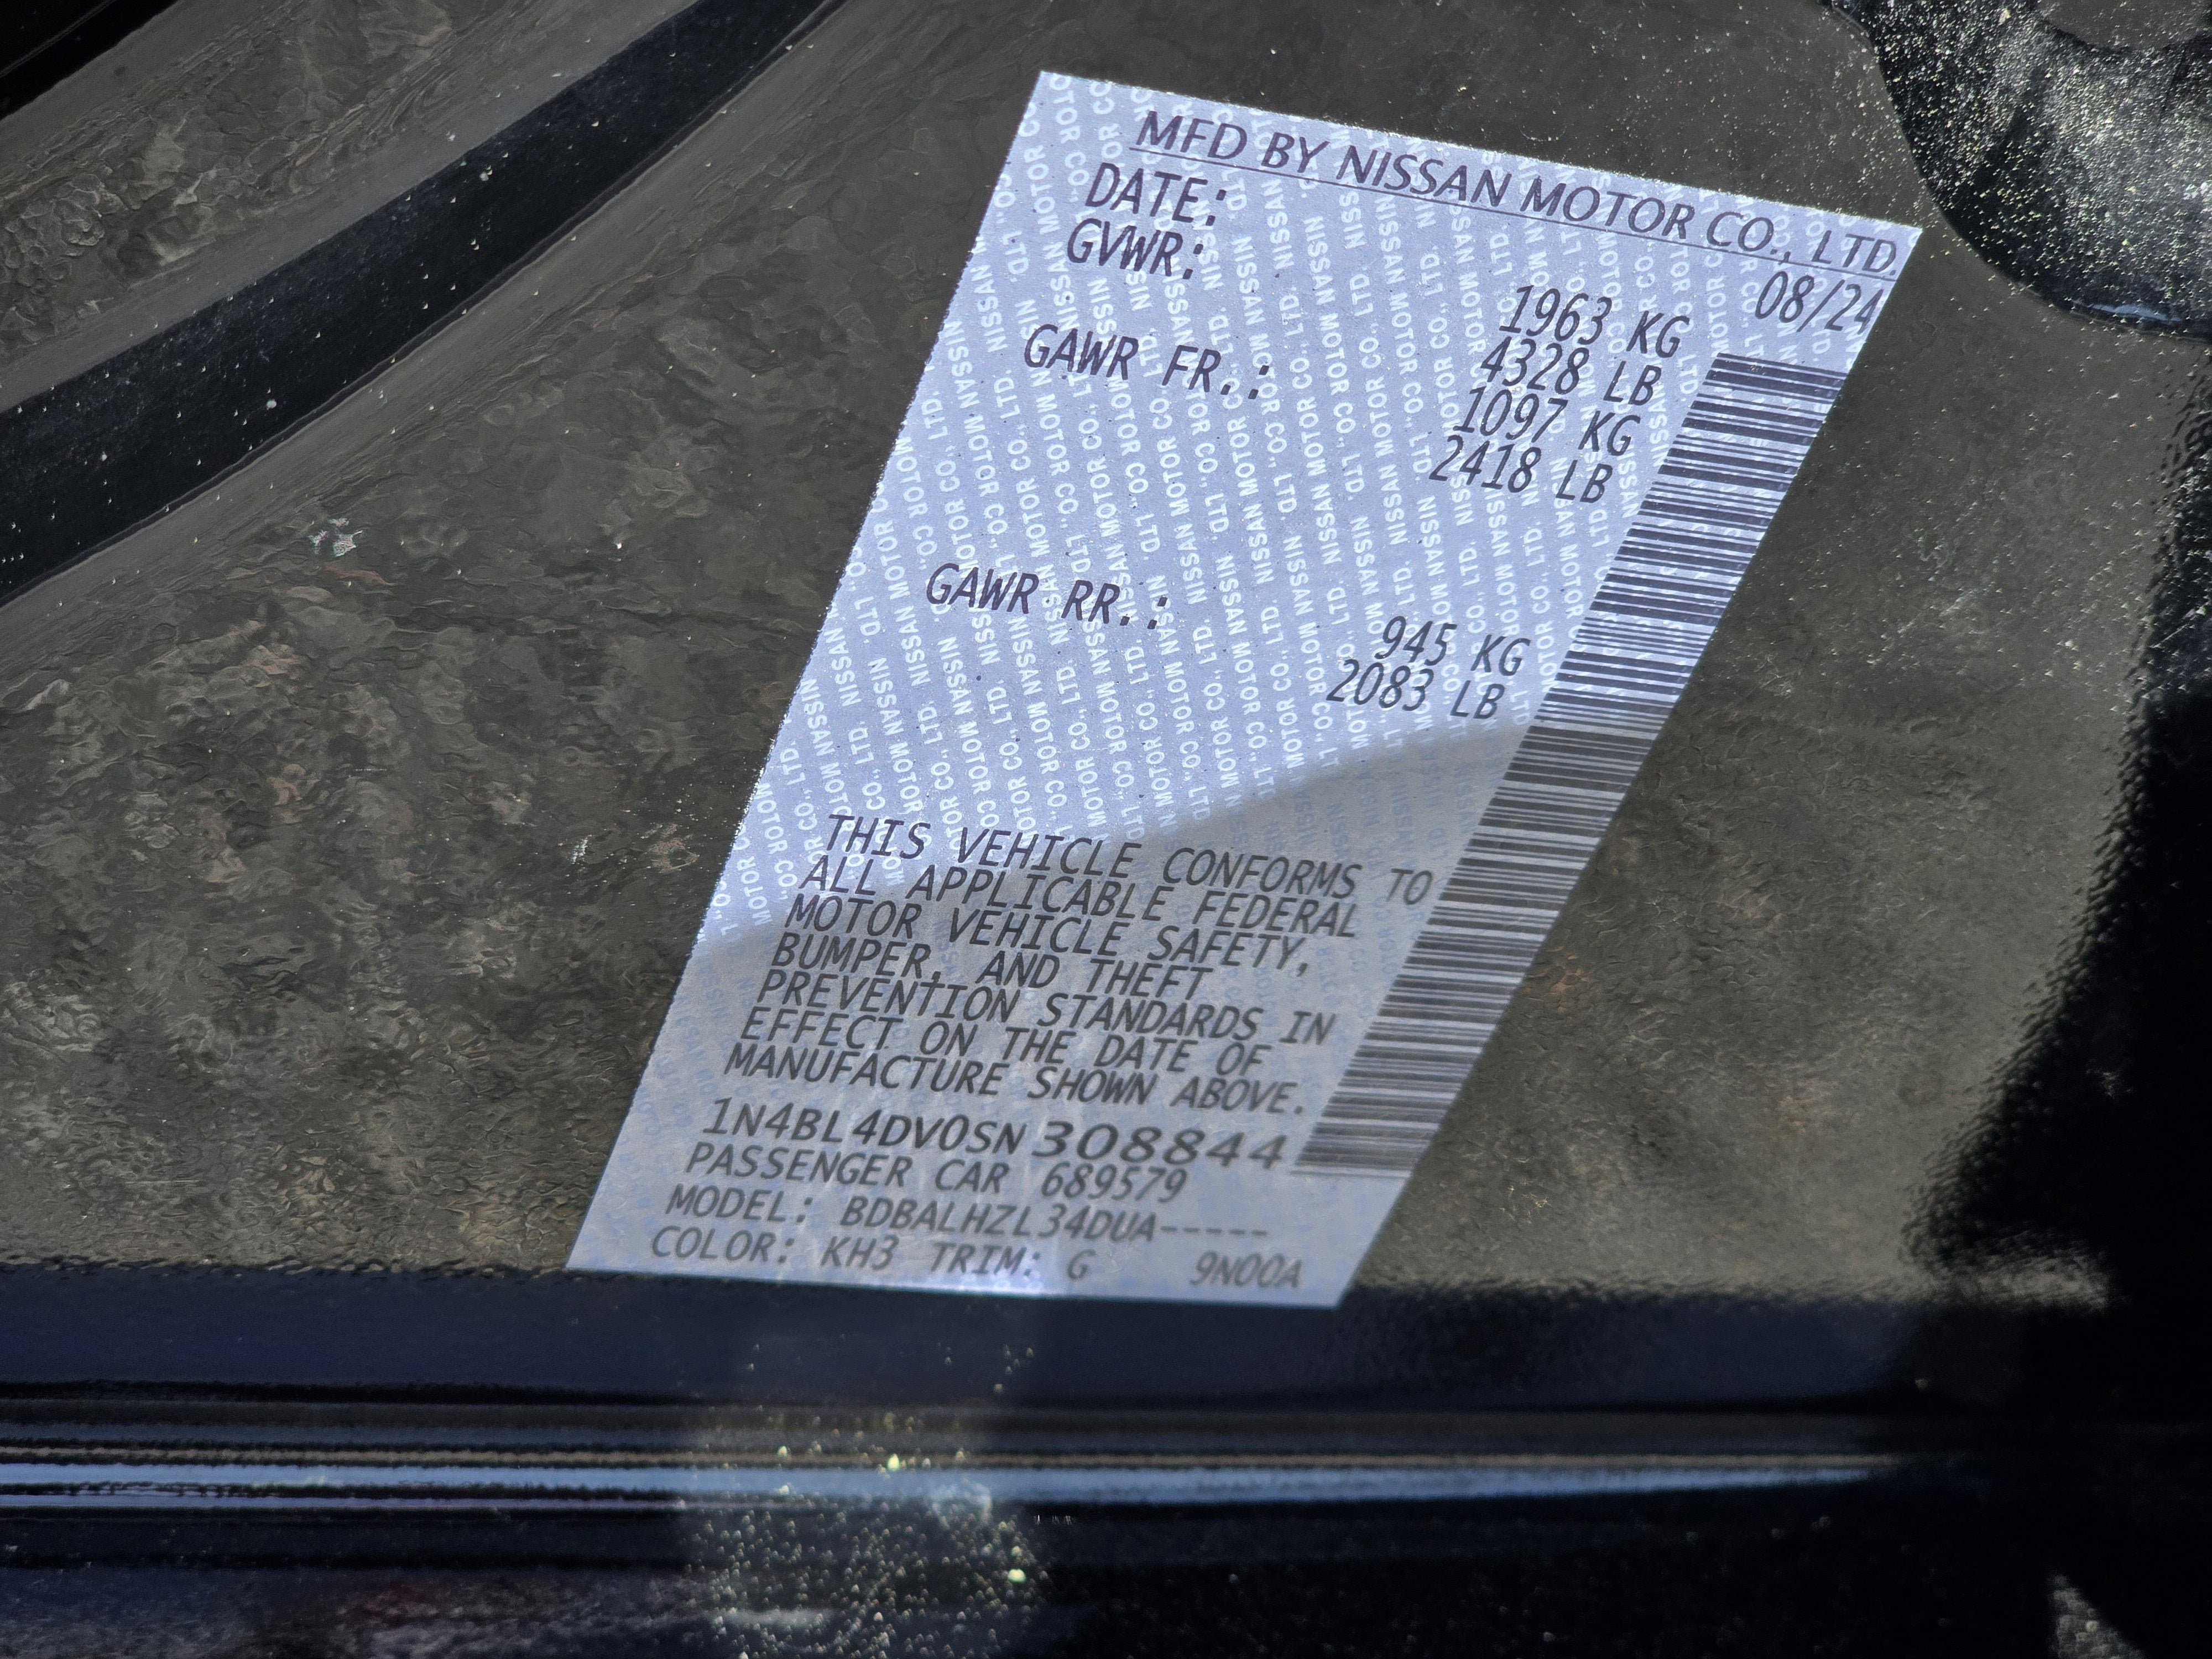 MFD BY NISSAN MOTOR CO., LTD.
DATE: 08/24
GVWR: 1963 KG
4328 LB
GAWR FR.: 1097 KG
2418 LB
GAWR RR.: 945 KG
2083 LB
THIS VEHICLE CONFORMS TO
ALL APPLICABLE FEDERAL
MOTOR VEHICLE SAFETY,
BUMPER, AND THEFT
PREVENTION STANDARDS IN
EFFECT ON THE DATE OF
MANUFACTURE SHOWN ABOVE.
1N4BL4DV0SN308844
PASSENGER CAR 689579
MODEL: BDBALHZL34DUA-----
COLOR: KH3 TRIM: G 9N00A